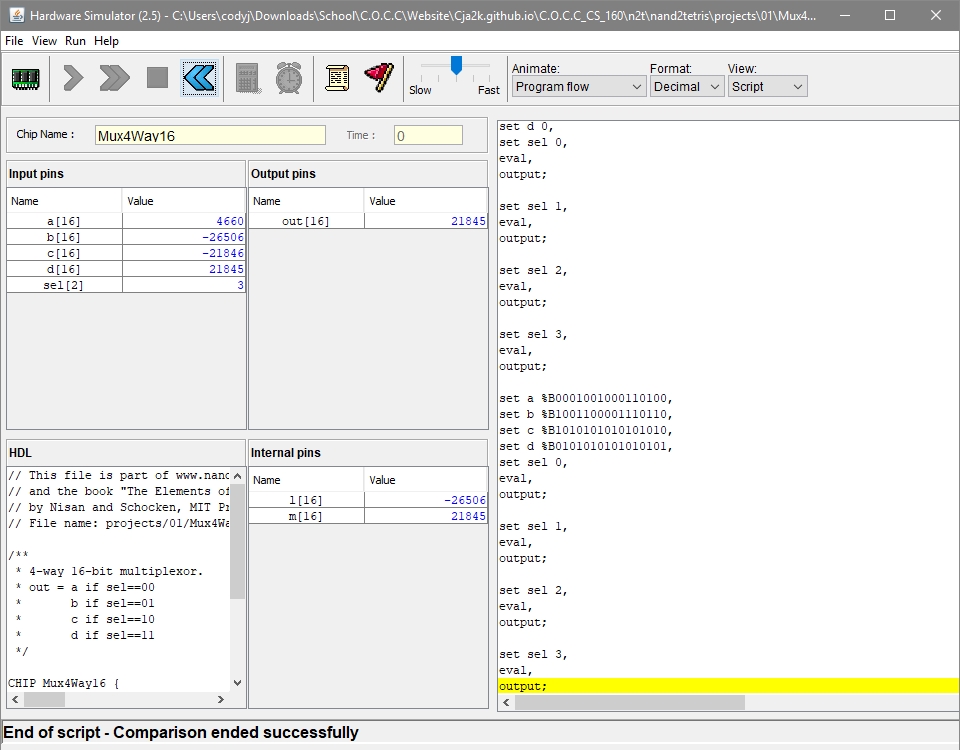 Hardware Simulator (2.5) - C:\Users\codyj\Downloads\School\C.O.C.C\Website\Cja2k.github.io\C.O.C.C_CS_160\n2t\nand2tetris\projects\01\Mux4...
File View Run Help
Slow Fast
Animate:
Program flow
Format:
Decimal
View:
Script
Chip Name :
Mux4Way16
Time :
0
Input pins
Name Value
a[16] 4660
b[16] -26506
c[16] -21846
d[16] 21845
sel[2] 3
Output pins
Name Value
out[16] 21845
HDL
// This file is part of www.nand
// and the book "The Elements of
// by Nisan and Schocken, MIT Pr
// File name: projects/01/Mux4Wa
/**
* 4-way 16-bit multiplexor.
* out = a if sel==00
* b if sel==01
* c if sel==10
* d if sel==11
*/
CHIP Mux4Way16 {
Internal pins
Name Value
l[16] -26506
m[16] 21845
set d 0,
set sel 0,
eval,
output;
set sel 1,
eval,
output;
set sel 2,
eval,
output;
set sel 3,
eval,
output;
set a %B0001001000110100,
set b %B1001100001110110,
set c %B1010101010101010,
set d %B0101010101010101,
set sel 0,
eval,
output;
set sel 1,
eval,
output;
set sel 2,
eval,
output;
set sel 3,
eval,
output;
End of script - Comparison ended successfully